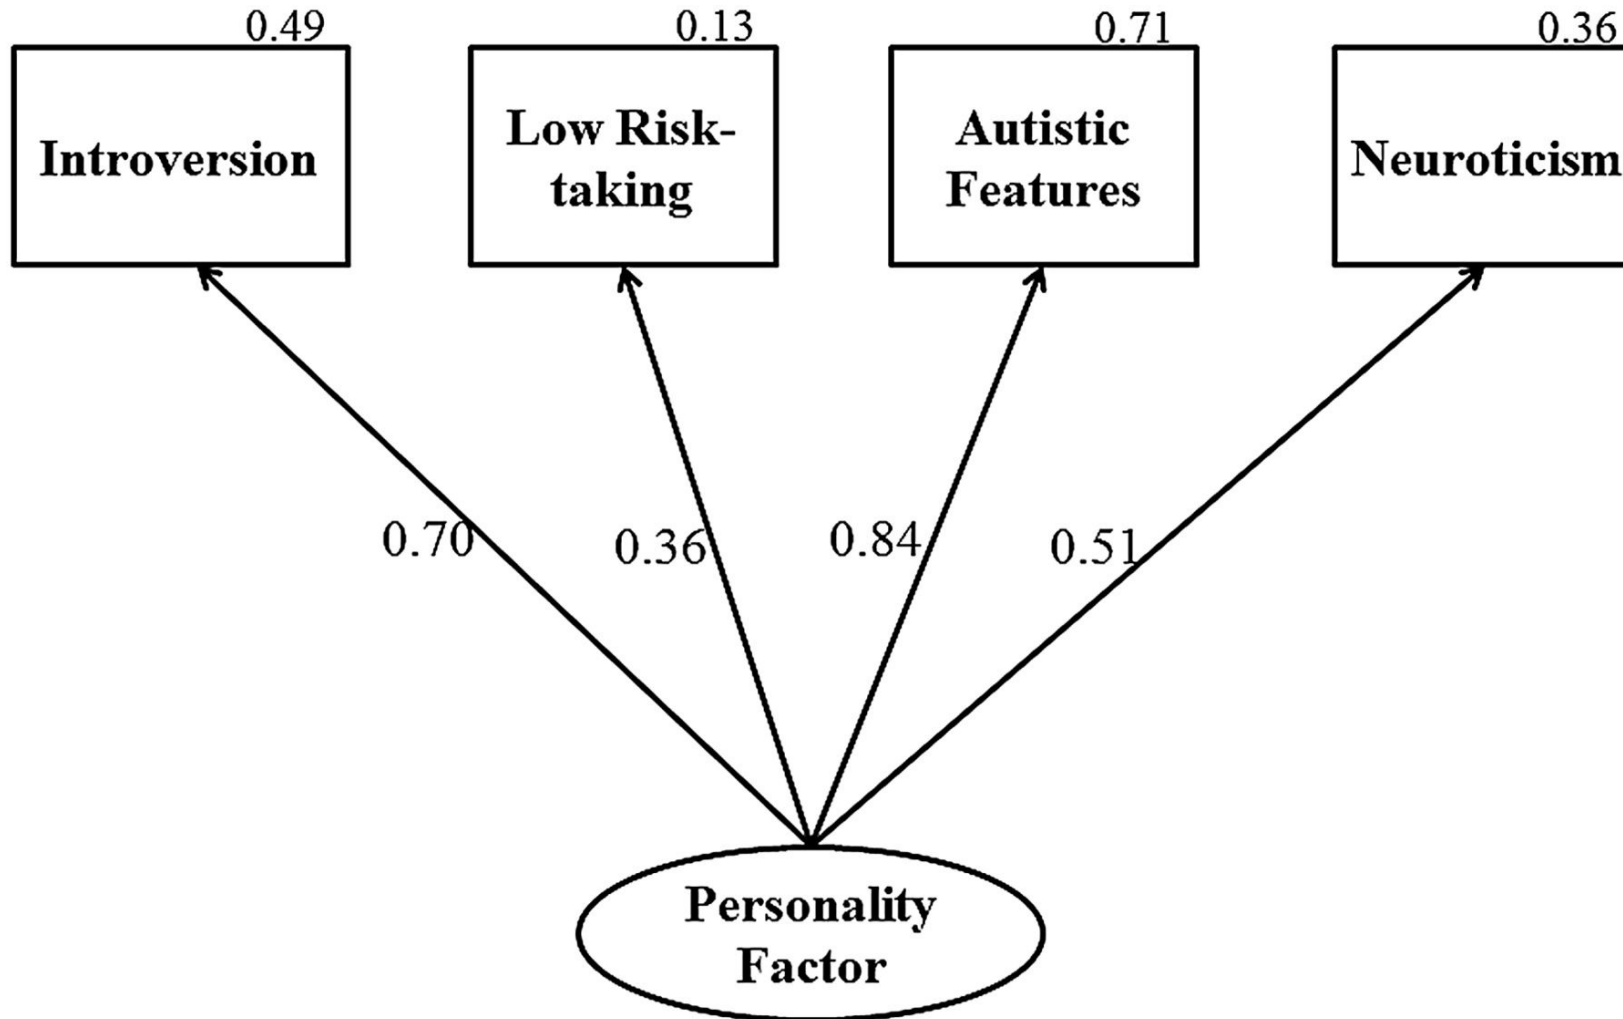 0.49
0.13
0.71
0.36
Introversion
Low Risk-
taking
Autistic
Features
Neuroticism
0.70
0.36
0.84
0.51
Personality
Factor